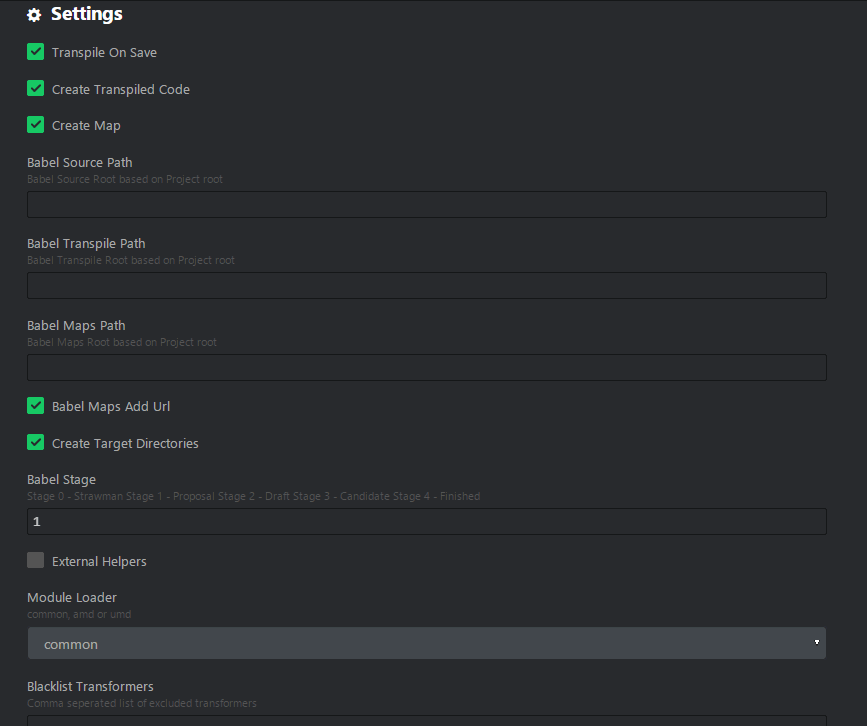 Settings
Transpile On Save
Create Transpiled Code
Create Map
Babel Source Path
Babel Source Root based on Project root
Babel Transpile Path
Babel Transpile Root based on Project root
Babel Maps Path
Babel Maps Root based on Project root
Babel Maps Add Url
Create Target Directories
Babel Stage
Stage 0 - Strawman Stage 1 - Proposal Stage 2 - Draft Stage 3 - Candidate Stage 4 - Finished
1
External Helpers
Module Loader
common, amd or umd
common
Blacklist Transformers
Comma seperated list of excluded transformers